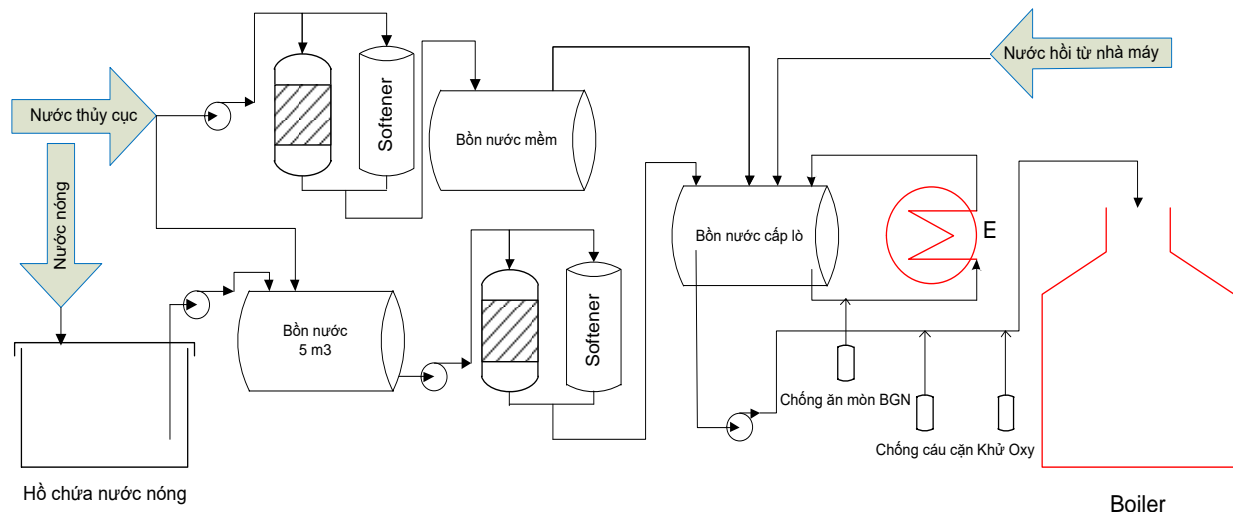 Nước thủy cục
Nước nóng
Softener
Bồn nước mềm
Nước hồi từ nhà máy
Bồn nước cấp lò
E
Bồn nước
5 m3
Softener
Chống ăn mòn BGN
Chống cáu cặn Khử Oxy
Hồ chứa nước nóng
Boiler